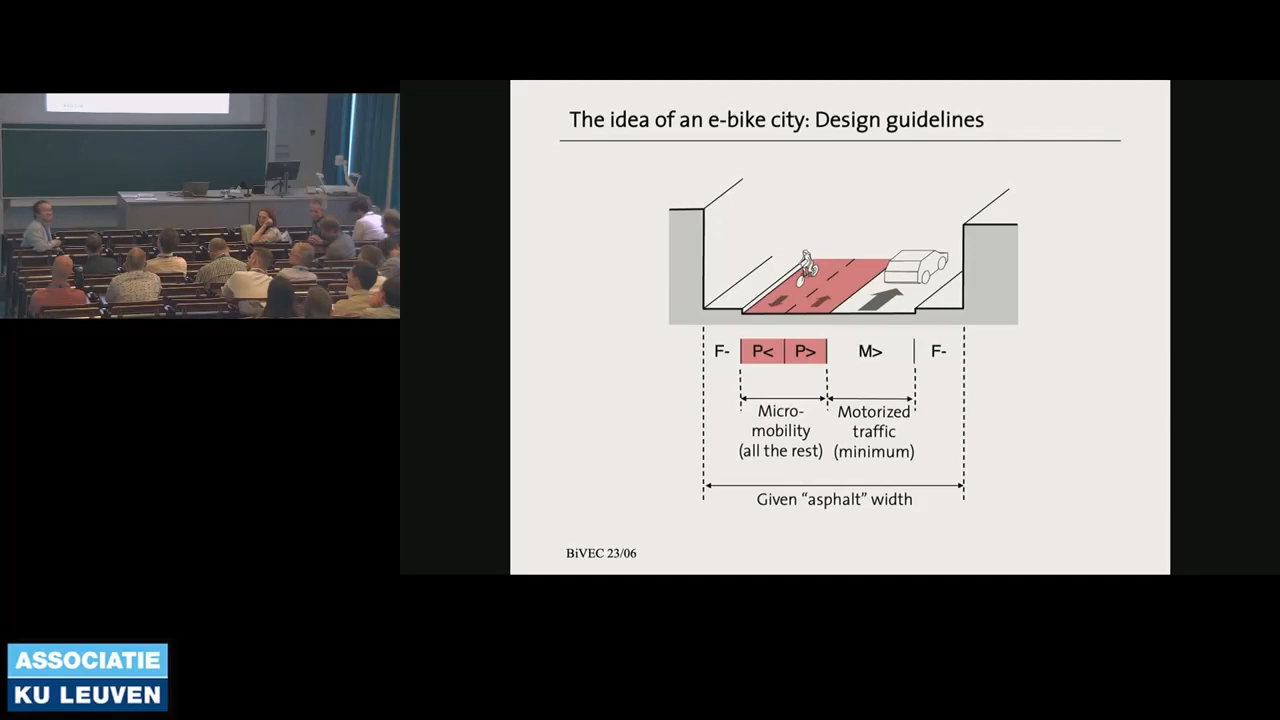 The idea of an e-bike city: Design guidelines
F- P< P> M> F-
Micro-
mobility
(all the rest)
Motorized
traffic
(minimum)
Given “asphalt” width
BiVEC 23/06
ASSOCIATIE
KU LEUVEN